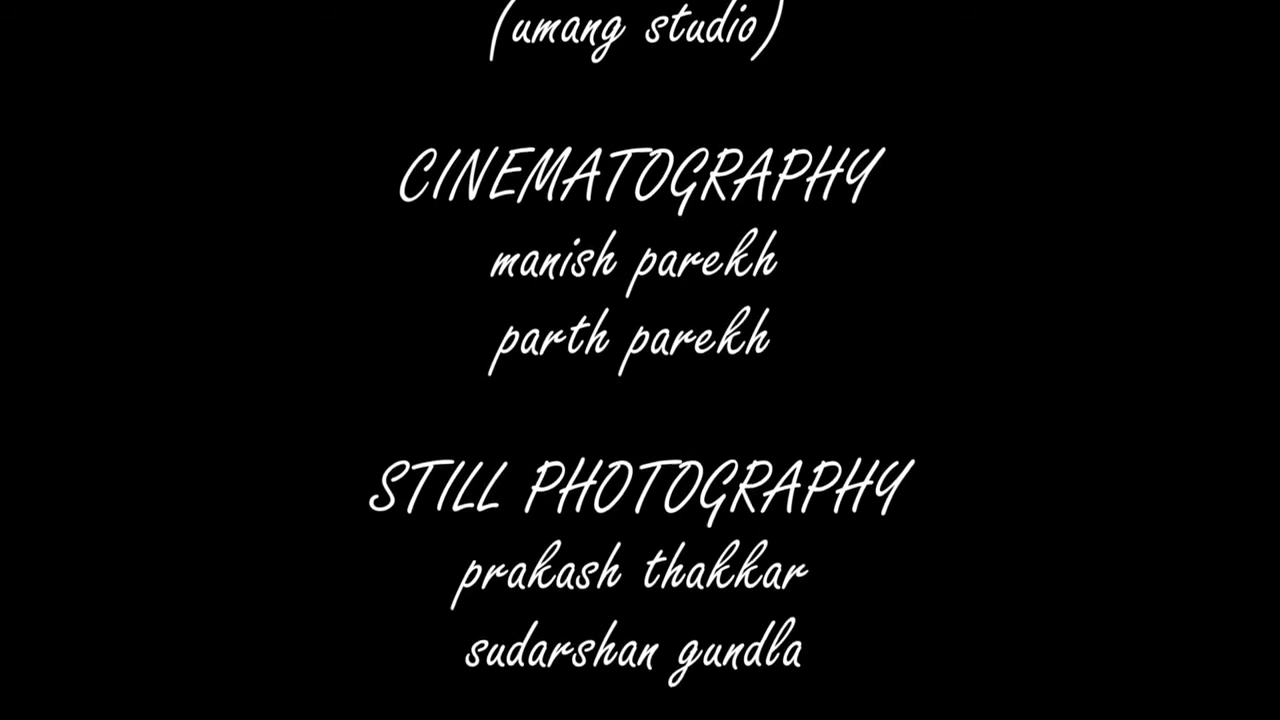 (umang studio)
CINEMATOGRAPHY
manish parekh
parth parekh
STILL PHOTOGRAPHY
prakash thakkar
sudarshan gundla